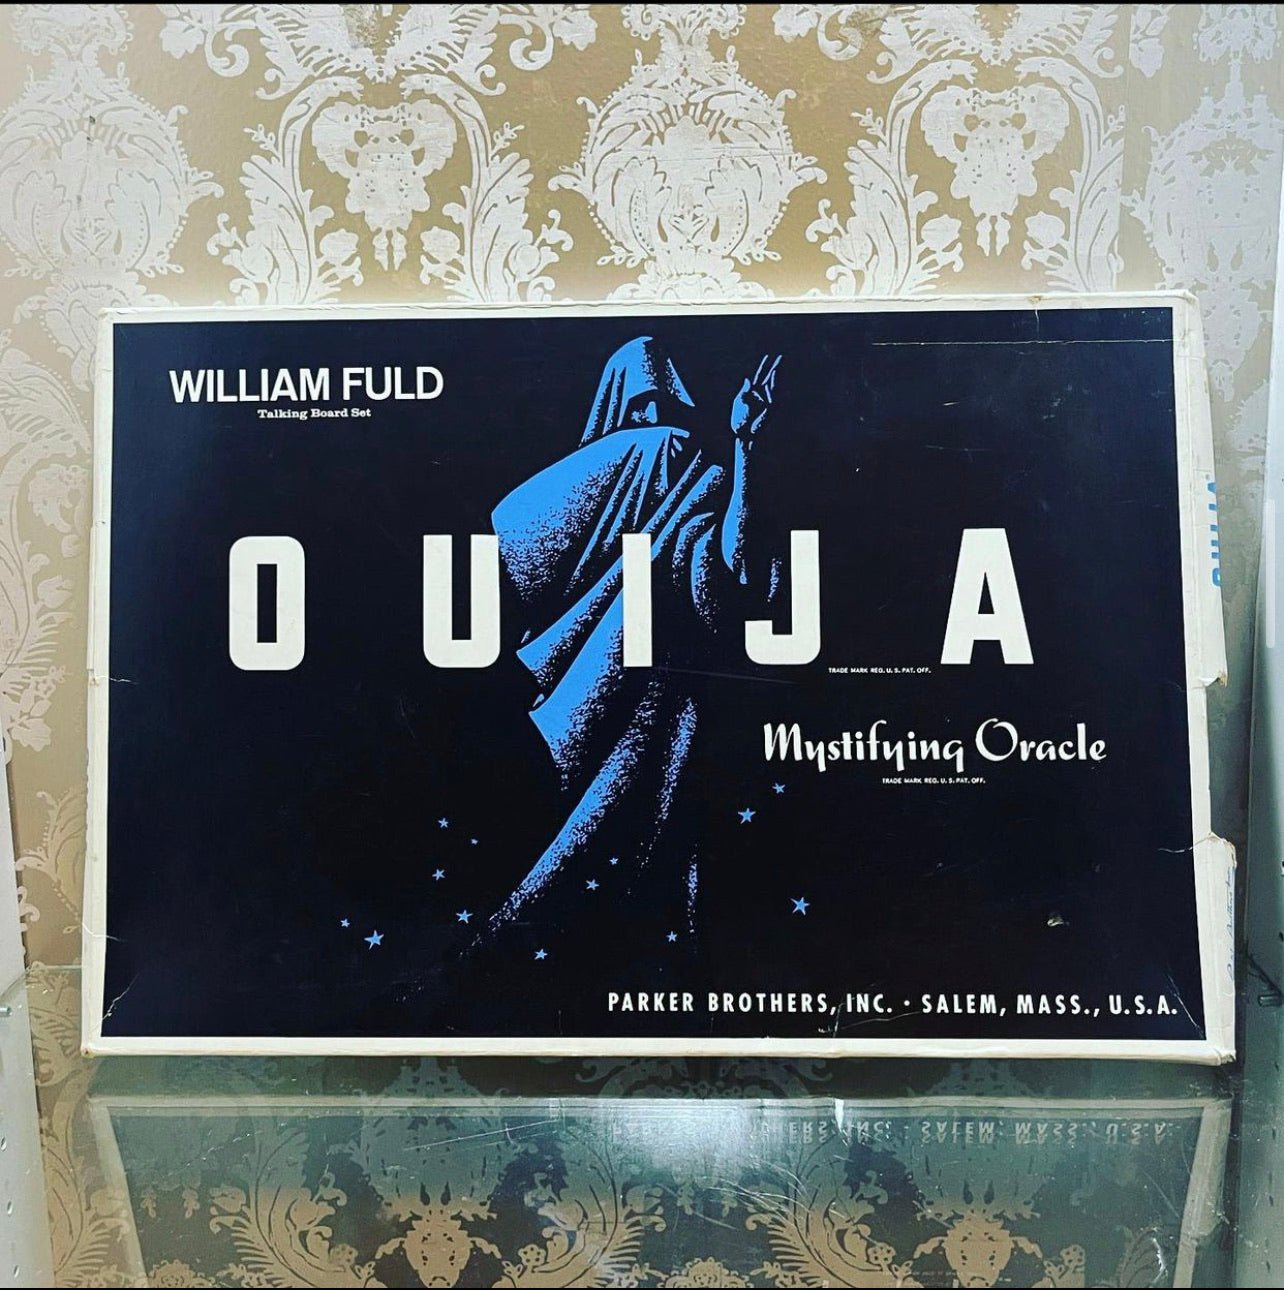 WILLIAM FULD
Talking Board Set
OUIJA
TRADE MARK REG. U.S. PAT. OFF.
Mystifying Oracle
TRADE MARK REG. U.S. PAT. OFF.
PARKER BROTHERS, INC. · SALEM, MASS., U.S.A.
OUIJA